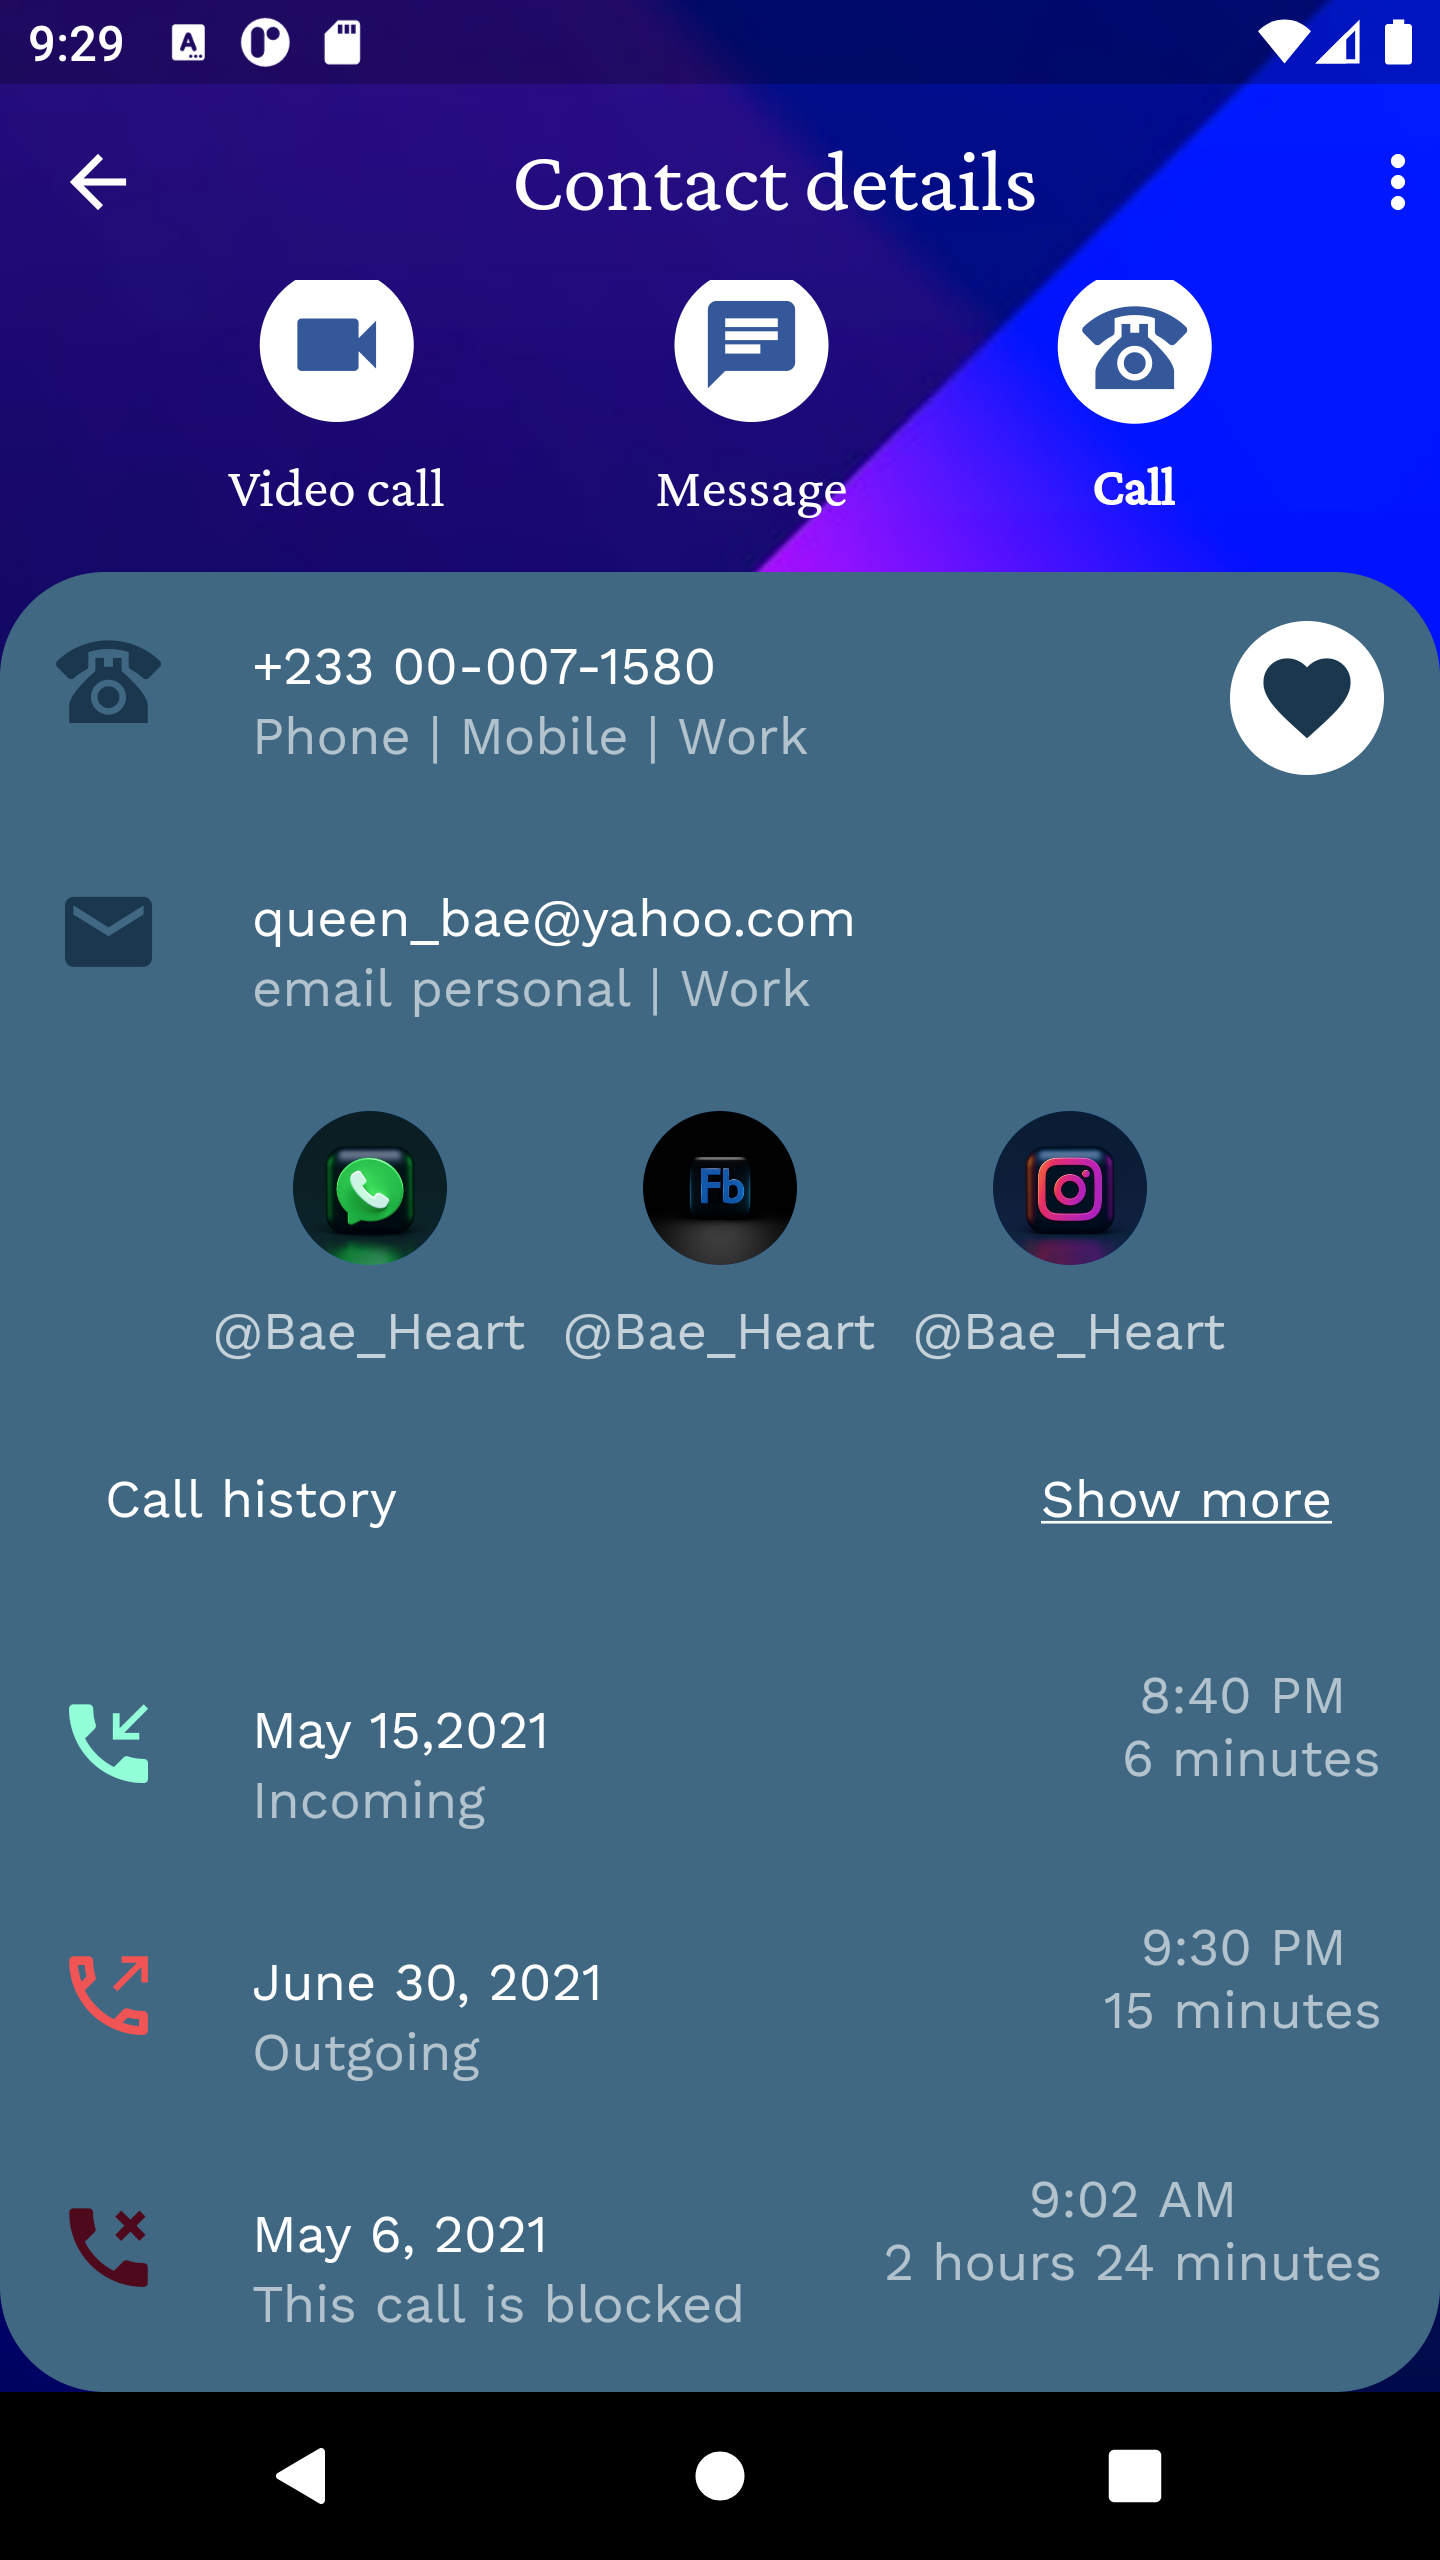 9:29
Contact details
Video call
Message
Call
+233 00-007-1580
Phone | Mobile | Work
queen_bae@yahoo.com
email personal | Work
Fb
@Bae_Heart
@Bae_Heart
@Bae_Heart
Call history
Show more
May 15,2021
Incoming
8:40 PM
6 minutes
June 30, 2021
Outgoing
9:30 PM
15 minutes
May 6, 2021
This call is blocked
9:02 AM
2 hours 24 minutes